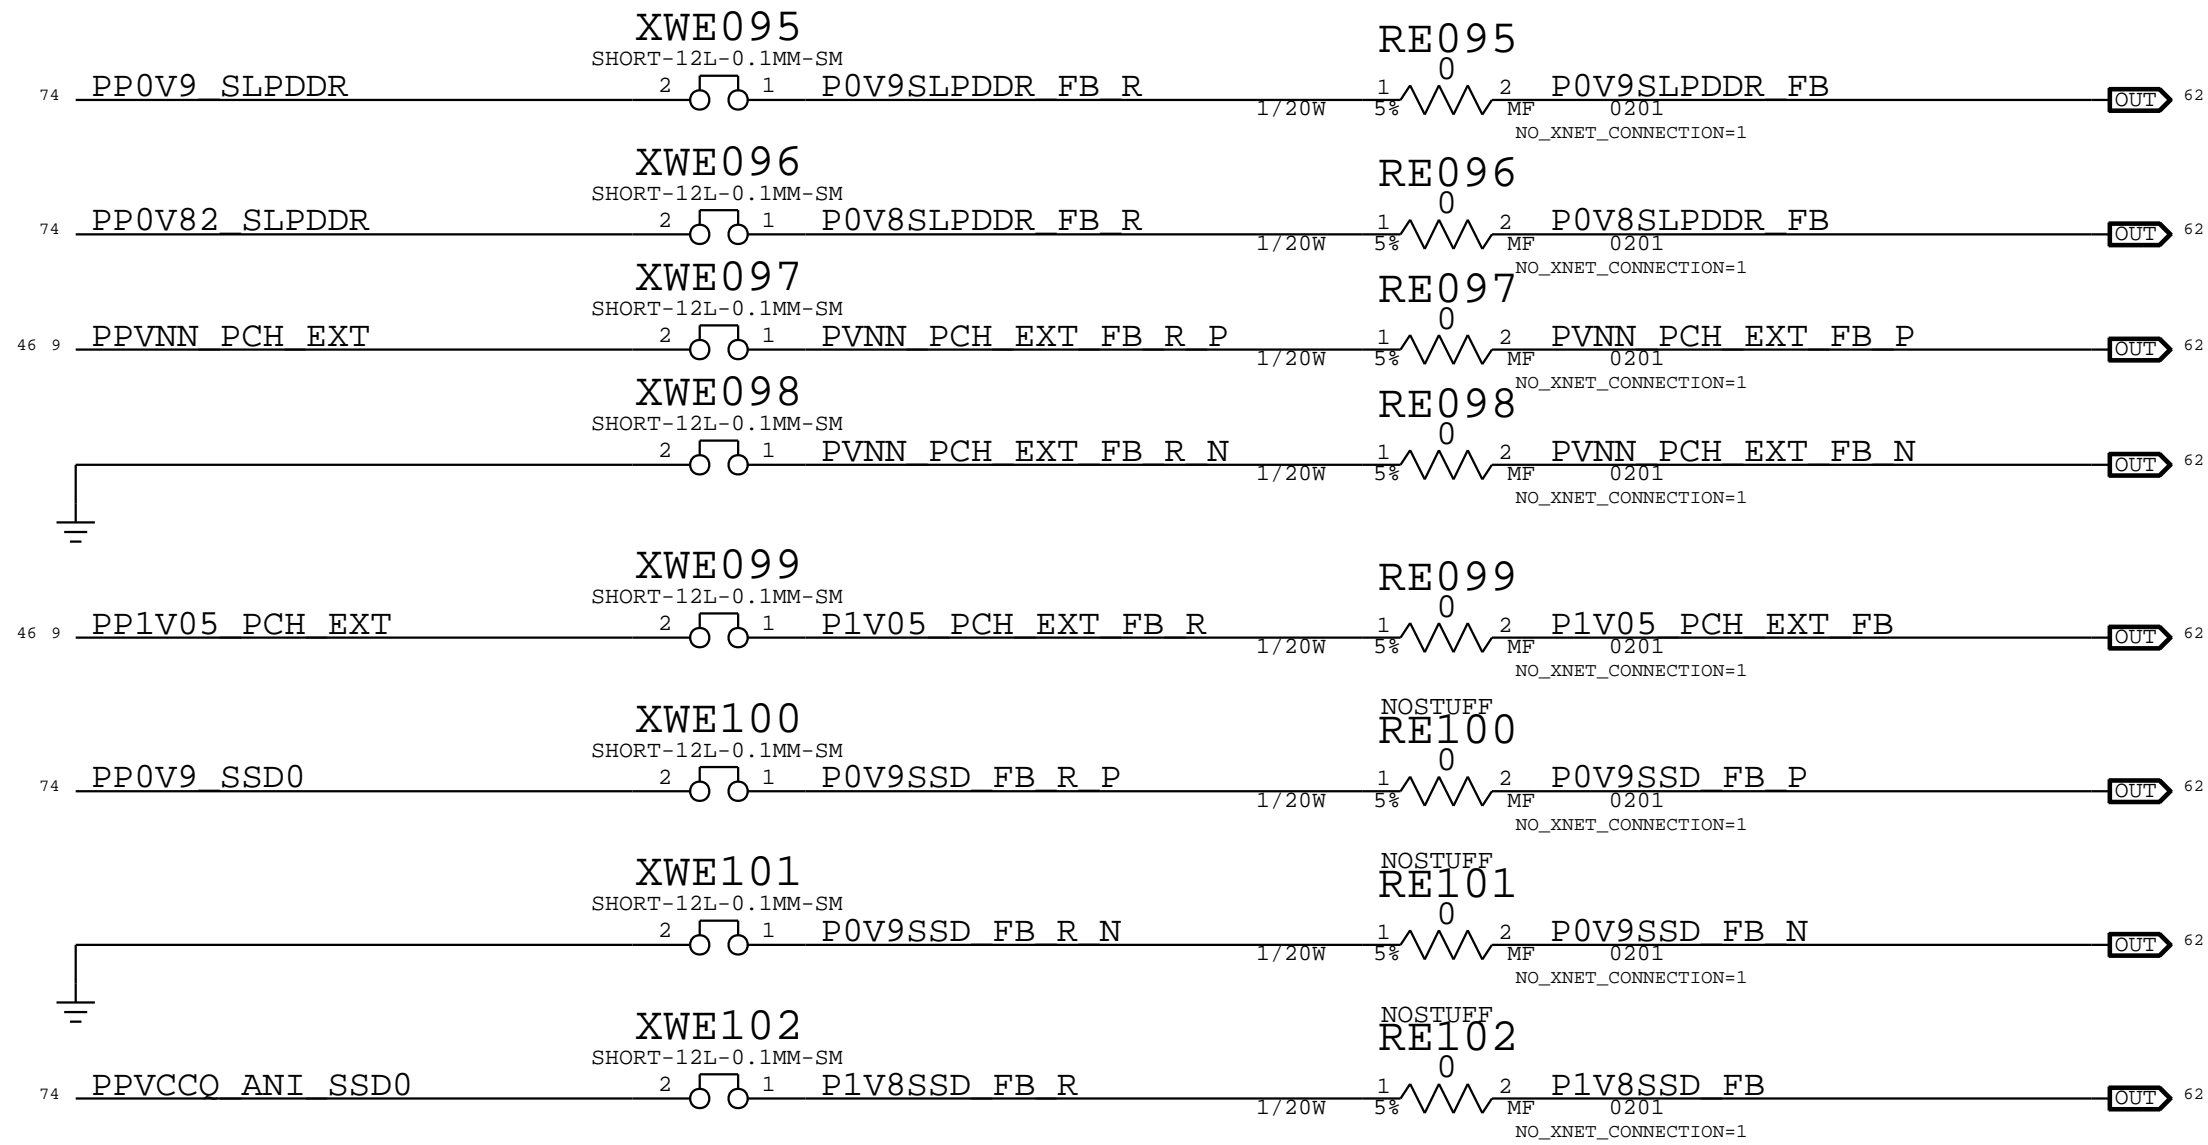 XWE095
SHORT-12L-0.1MM-SM
RE095
0
74 PP0V9_SLPDDR 2 1 P0V9SLPDDR_FB_R 1 2 P0V9SLPDDR_FB OUT 62
1/20W 5% MF 0201
NO_XNET_CONNECTION=1
XWE096
SHORT-12L-0.1MM-SM
RE096
0
74 PP0V82_SLPDDR 2 1 P0V8SLPDDR_FB_R 1 2 P0V8SLPDDR_FB OUT 62
1/20W 5% MF 0201
NO_XNET_CONNECTION=1
XWE097
SHORT-12L-0.1MM-SM
RE097
0
46 9 PPVNN_PCH_EXT 2 1 PVNN_PCH_EXT_FB_R_P 1 2 PVNN_PCH_EXT_FB_P OUT 62
1/20W 5% MF 0201
NO_XNET_CONNECTION=1
XWE098
SHORT-12L-0.1MM-SM
RE098
0
2 1 PVNN_PCH_EXT_FB_R_N 1 2 PVNN_PCH_EXT_FB_N OUT 62
1/20W 5% MF 0201
NO_XNET_CONNECTION=1
XWE099
SHORT-12L-0.1MM-SM
RE099
0
46 9 PP1V05_PCH_EXT 2 1 P1V05_PCH_EXT_FB_R 1 2 P1V05_PCH_EXT_FB OUT 62
1/20W 5% MF 0201
NO_XNET_CONNECTION=1
XWE100
SHORT-12L-0.1MM-SM
NOSTUFF
RE100
0
74 PP0V9_SSD0 2 1 P0V9SSD_FB_R_P 1 2 P0V9SSD_FB_P OUT 62
1/20W 5% MF 0201
NO_XNET_CONNECTION=1
XWE101
SHORT-12L-0.1MM-SM
NOSTUFF
RE101
0
2 1 P0V9SSD_FB_R_N 1 2 P0V9SSD_FB_N OUT 62
1/20W 5% MF 0201
NO_XNET_CONNECTION=1
XWE102
SHORT-12L-0.1MM-SM
NOSTUFF
RE102
0
74 PPVCCQ_ANI_SSD0 2 1 P1V8SSD_FB_R 1 2 P1V8SSD_FB OUT 62
1/20W 5% MF 0201
NO_XNET_CONNECTION=1